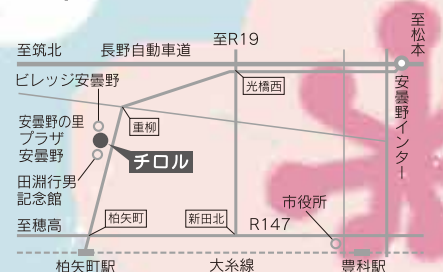 至松本
至R19
至筑北
長野自動車道
ビレッジ安曇野
光橋西
安曇野インター
重柳
安曇野の里
プラザ
安曇野
チロル
田淵行男
記念館
市役所
柏矢町
新田北
R147
至穂高
柏矢町駅
大糸線
豊科駅